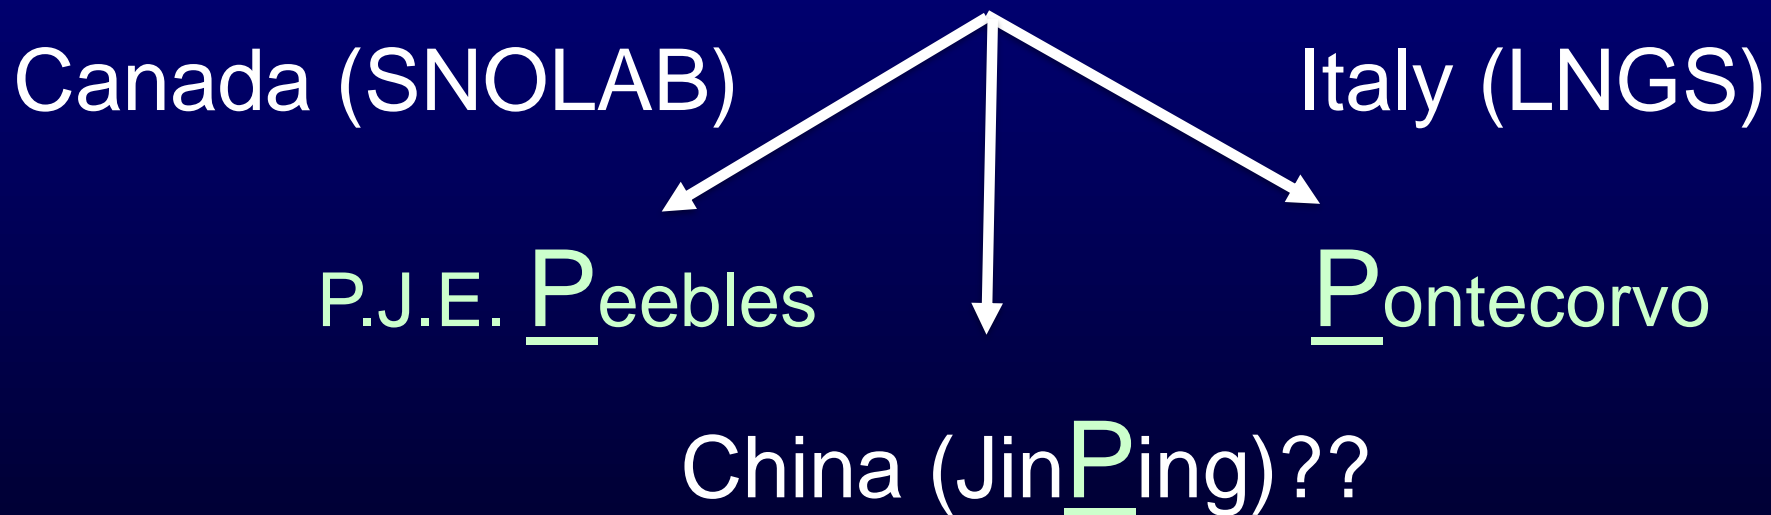 Canada (SNOLAB)
Italy (LNGS)
P.J.E. Peebles
Pontecorvo
China (JinPing)??